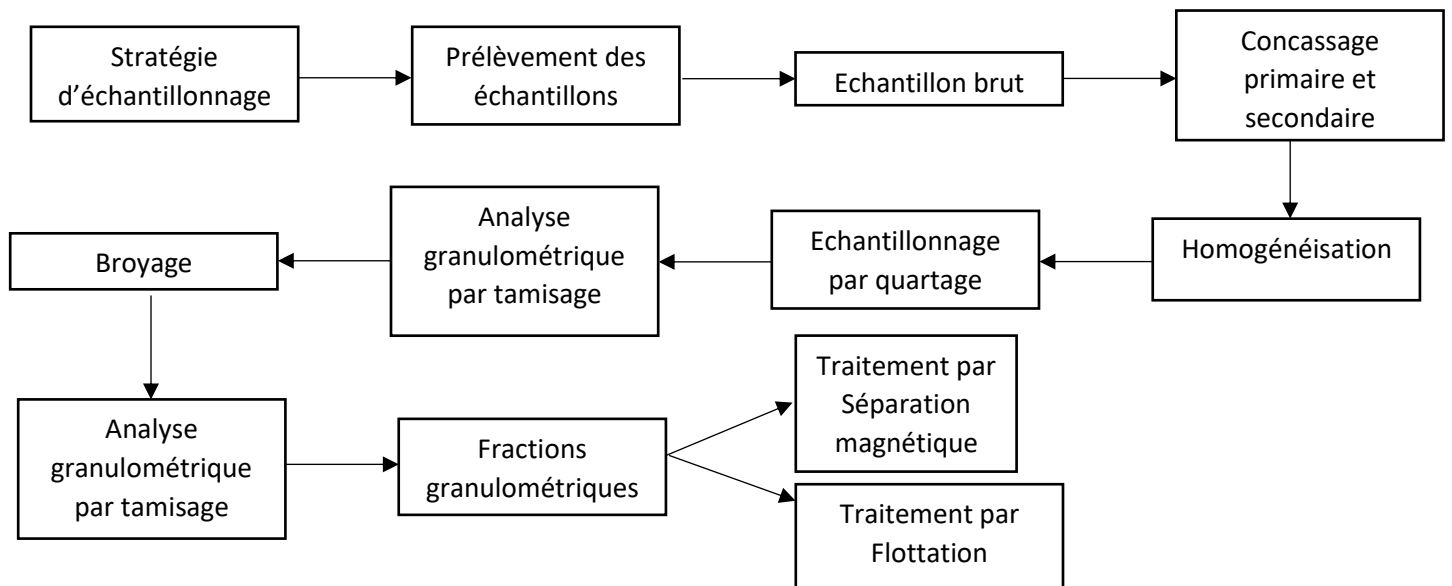 Stratégie
d’échantillonnage
Prélèvement des
échantillons
Echantillon brut
Concassage
primaire et
secondaire
Homogénéisation
Echantillonnage
par quartage
Analyse
granulométrique
par tamisage
Broyage
Analyse
granulométrique
par tamisage
Fractions
granulométriques
Traitement par
Séparation
magnétique
Traitement par
Flottation